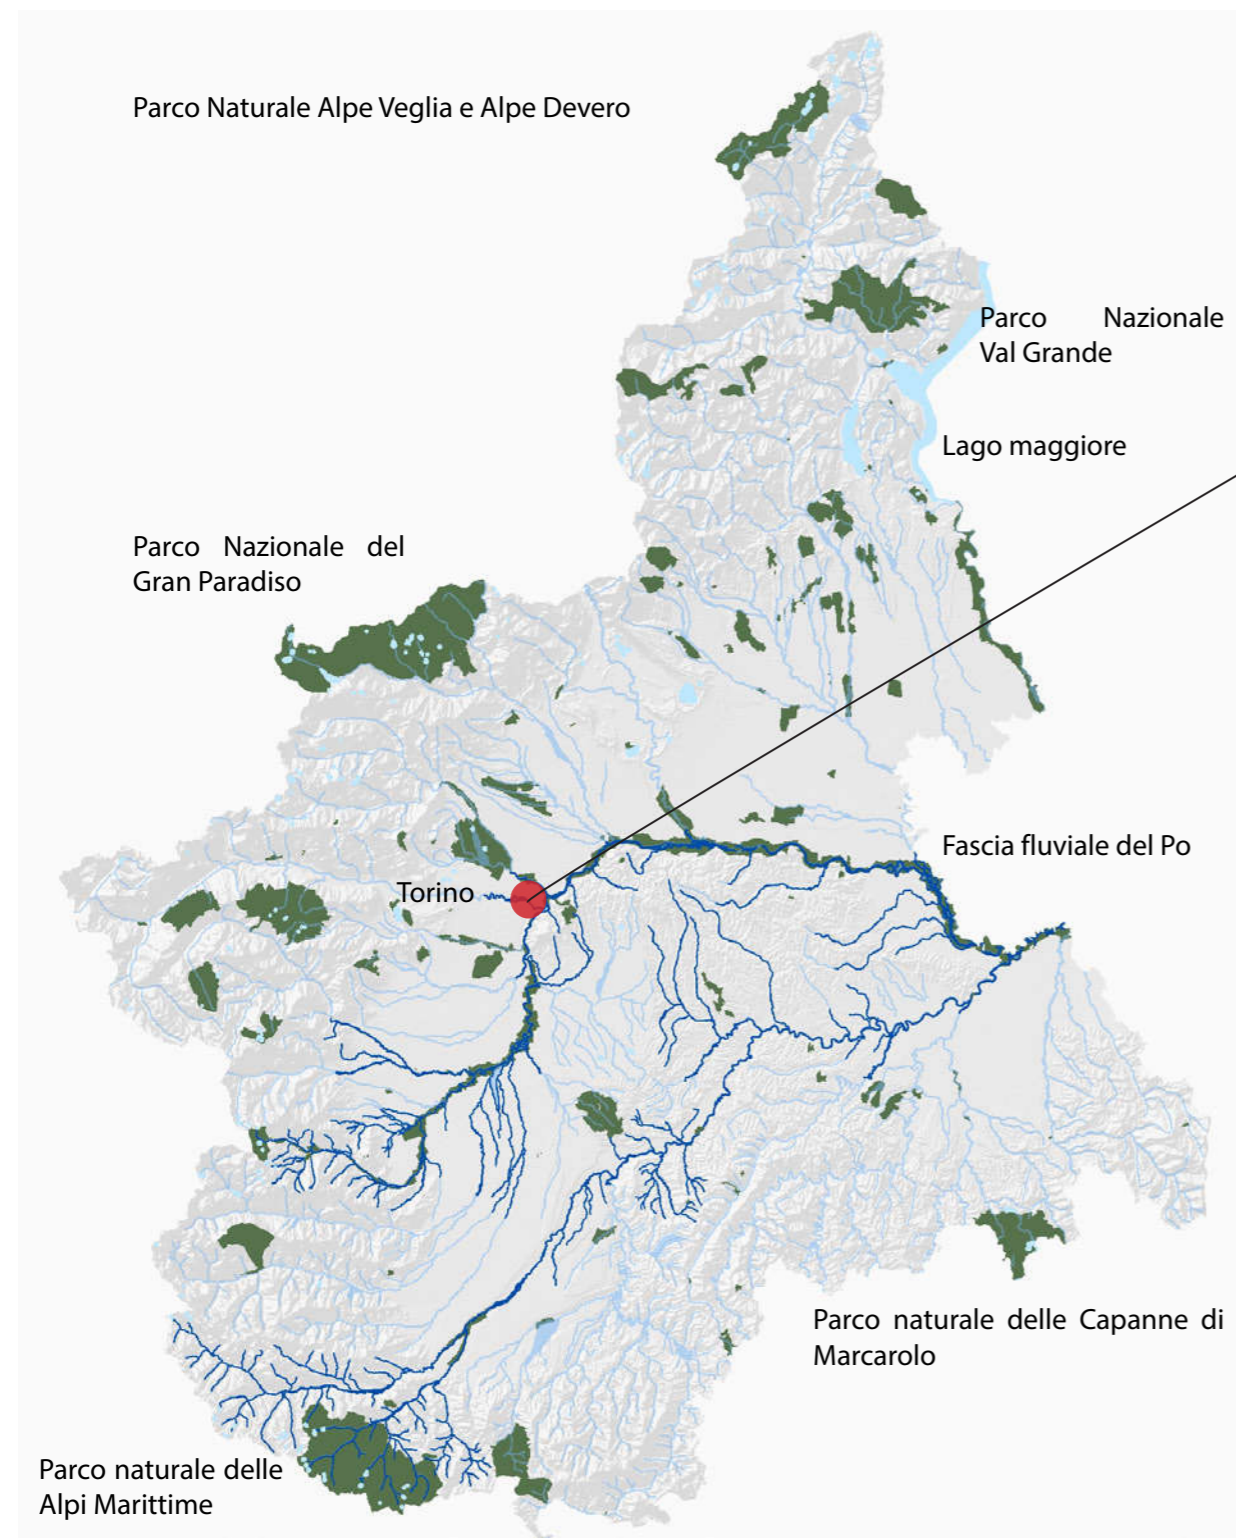 Parco Naturale Alpe Veglia e Alpe Devero
Parco Nazionale
Val Grande
Lago maggiore
Parco Nazionale del
Gran Paradiso
Fascia fluviale del Po
Torino
Parco naturale delle Capanne di
Marcarolo
Parco naturale delle
Alpi Marittime